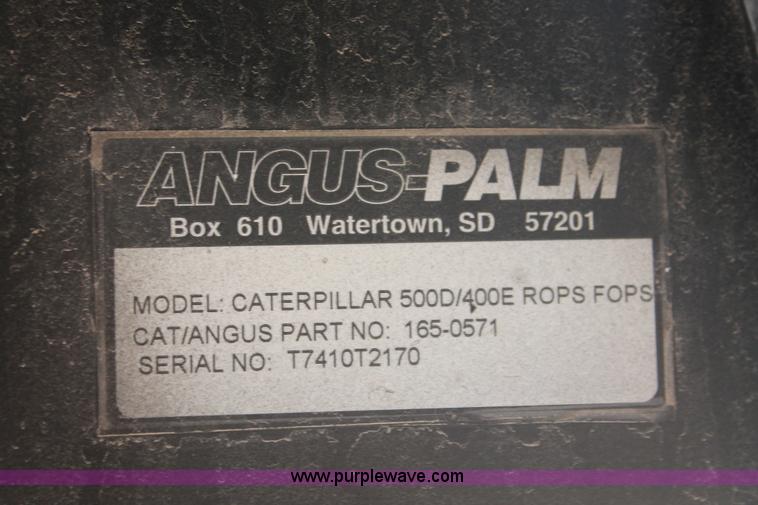 ANGUS-PALM
Box 610 Watertown, SD 57201
MODEL: CATERPILLAR 500D/400E ROPS FOPS
CAT/ANGUS PART NO: 165-0571
SERIAL NO: T7410T2170
www.purplewave.com